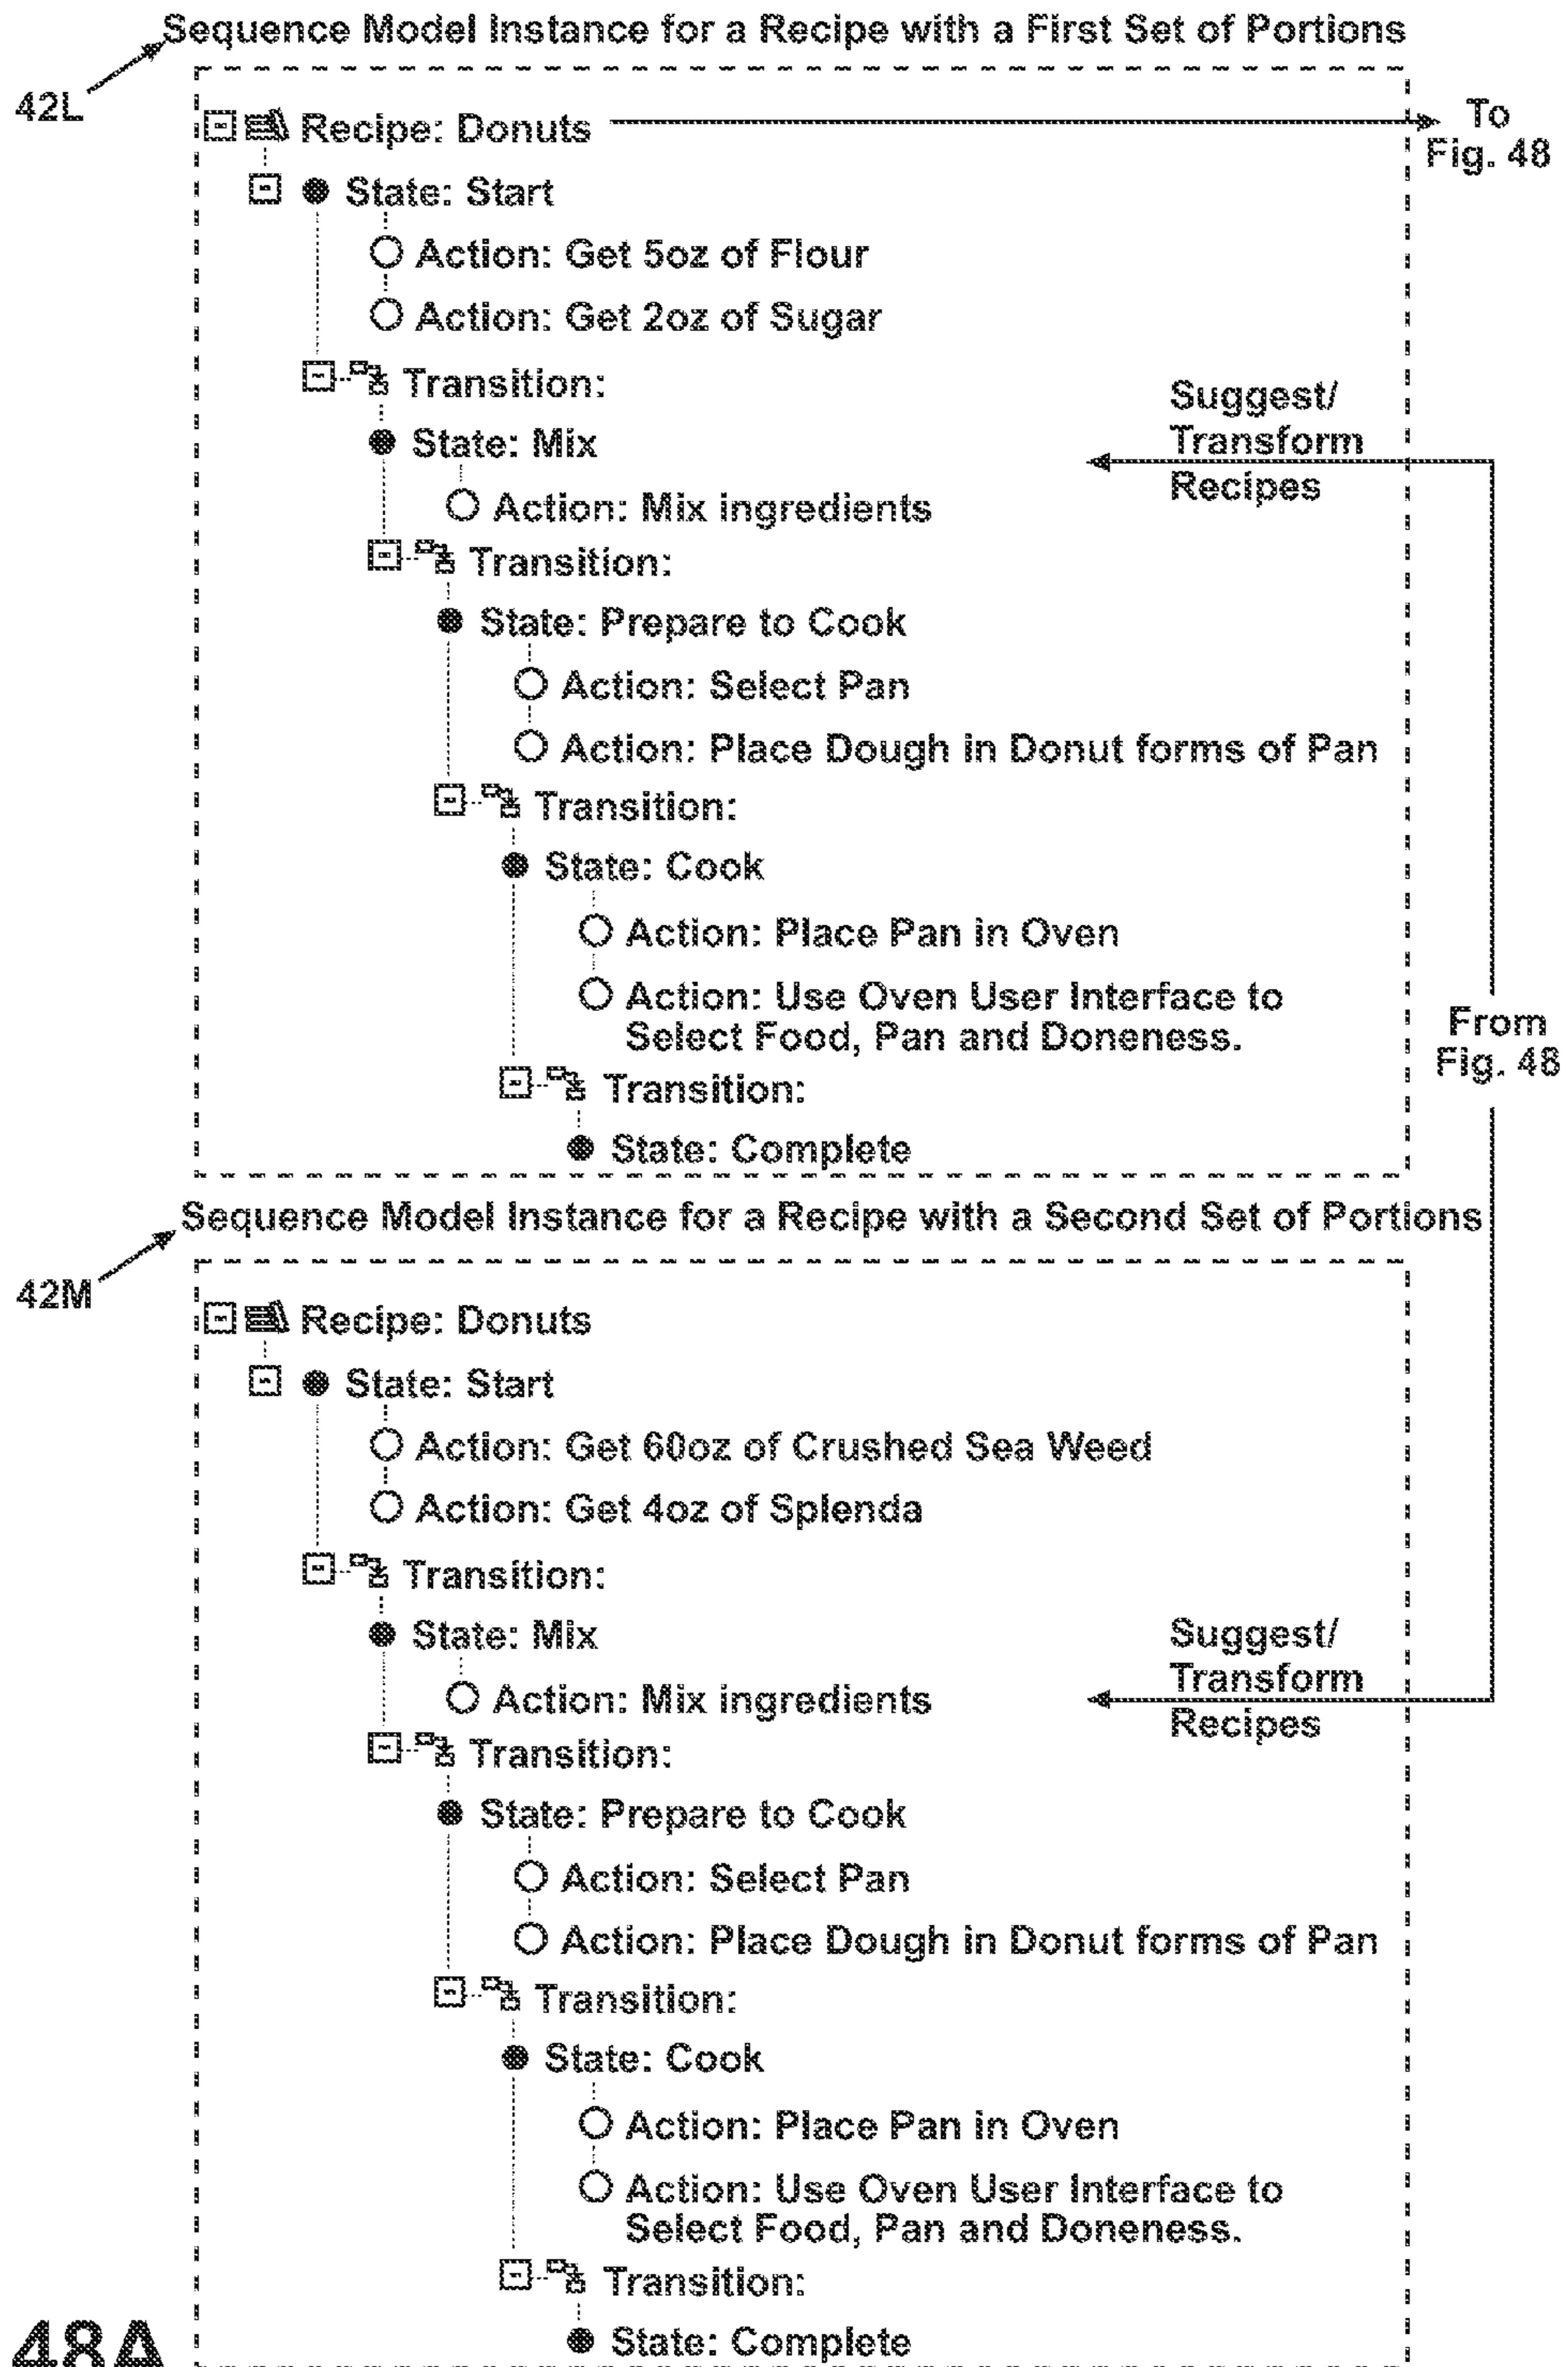 Sequence Model Instance for a Recipe with a First Set of Portions
42L
Recipe: Donuts
To
Fig. 48
State: Start
Action: Get 5oz of Flour
Action: Get 2oz of Sugar
Transition:
Suggest/
Transform
Recipes
State: Mix
Action: Mix ingredients
Transition:
State: Prepare to Cook
Action: Select Pan
Action: Place Dough in Donut forms of Pan
Transition:
State: Cook
Action: Place Pan in Oven
Action: Use Oven User Interface to
Select Food, Pan and Doneness.
From
Fig. 48
Transition:
State: Complete
Sequence Model Instance for a Recipe with a Second Set of Portions
42M
Recipe: Donuts
State: Start
Action: Get 60oz of Crushed Sea Weed
Action: Get 4oz of Splenda
Transition:
State: Mix
Suggest/
Transform
Recipes
Action: Mix ingredients
Transition:
State: Prepare to Cook
Action: Select Pan
Action: Place Dough in Donut forms of Pan
Transition:
State: Cook
Action: Place Pan in Oven
Action: Use Oven User Interface to
Select Food, Pan and Doneness.
Transition:
State: Complete
48A